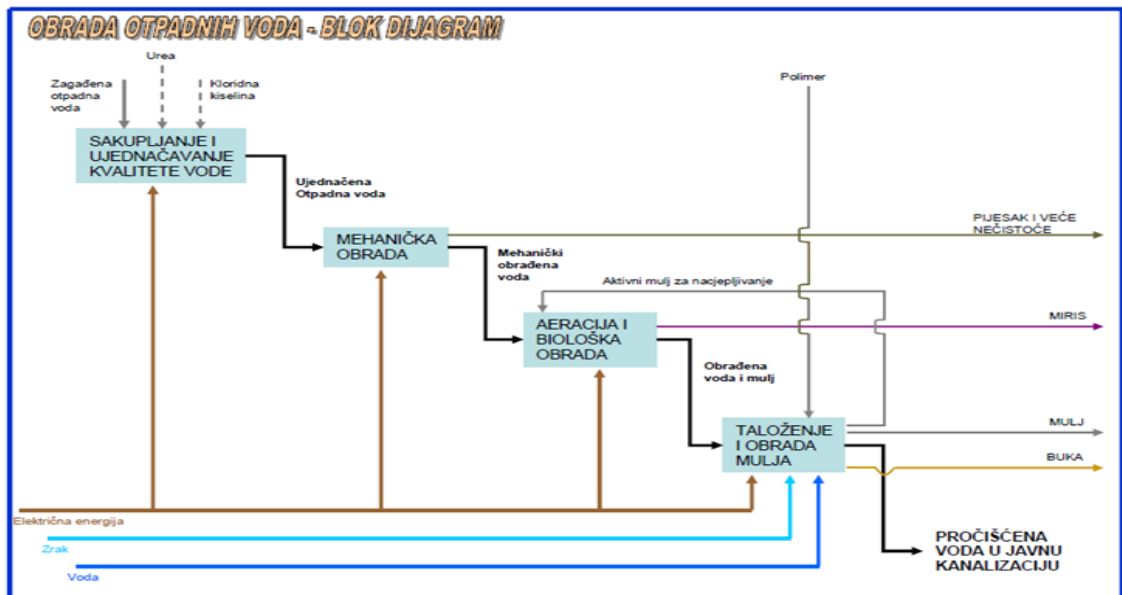 OBRADA OTPADNIH VODA - BLOK DIJAGRAM
Urea
Zagađena
otpadna
voda
Kloridna
kiselina
Polimer
SAKUPLJANJE I
UJEDNAČAVANJE
KVALITETE VODE
Ujednačena
Otpadna voda
PIJESAK I VEĆE
NEČISTOĆE
MEHANIČKA
OBRADA
Mehanički
obrađena
voda
Aktivni mulj za nacjepljivanje
AERACIJA I
BIOLOŠKA
OBRADA
MIRIS
Obrađena
voda i mulj
TALOŽENJE
I OBRADA
MULJA
MULJ
BUKA
Električna energija
Zrak
Voda
PROČIŠĆENA
VODA U JAVNU
KANALIZACIJU